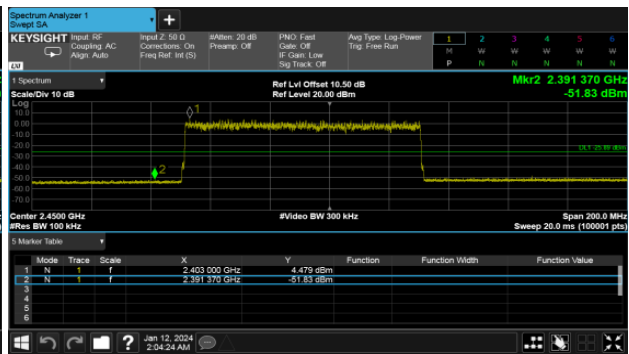 Spectrum Analyzer 1
Swept SA
KEYSIGHT Input: RF Input Z: 50 Ω #Atten: 20 dB PNO: Fast Avg Type: Log-Power 1 2 3 4 5 6
Coupling: AC Corrections: On Preamp: Off Gate: Off Trig: Free Run M W W W W W
Align: Auto Freq Ref: Int (S) IF Gain: Low P N N N N N
Sig Track: Off
LXI
1 Spectrum Ref Lvl Offset 10.50 dB Mkr2 2.391 370 GHz
Scale/Div 10 dB Ref Level 20.00 dBm -51.83 dBm
Log
10.0
0.00
-10.0
-20.0
-30.0
-40.0
-50.0
-60.0
-70.0
1
2
Center 2.4500 GHz #Video BW 300 kHz Span 200.0 MHz
#Res BW 100 kHz Sweep 20.0 ms (100001 pts)
5 Marker Table
Mode Trace Scale X Y Function Function Width Function Value
1 N 1 f 2.403 000 GHz 4.479 dBm
2 N 1 f 2.391 370 GHz -51.83 dBm
3
4
5
6
? Jan 12, 2024
2:04:24 AM